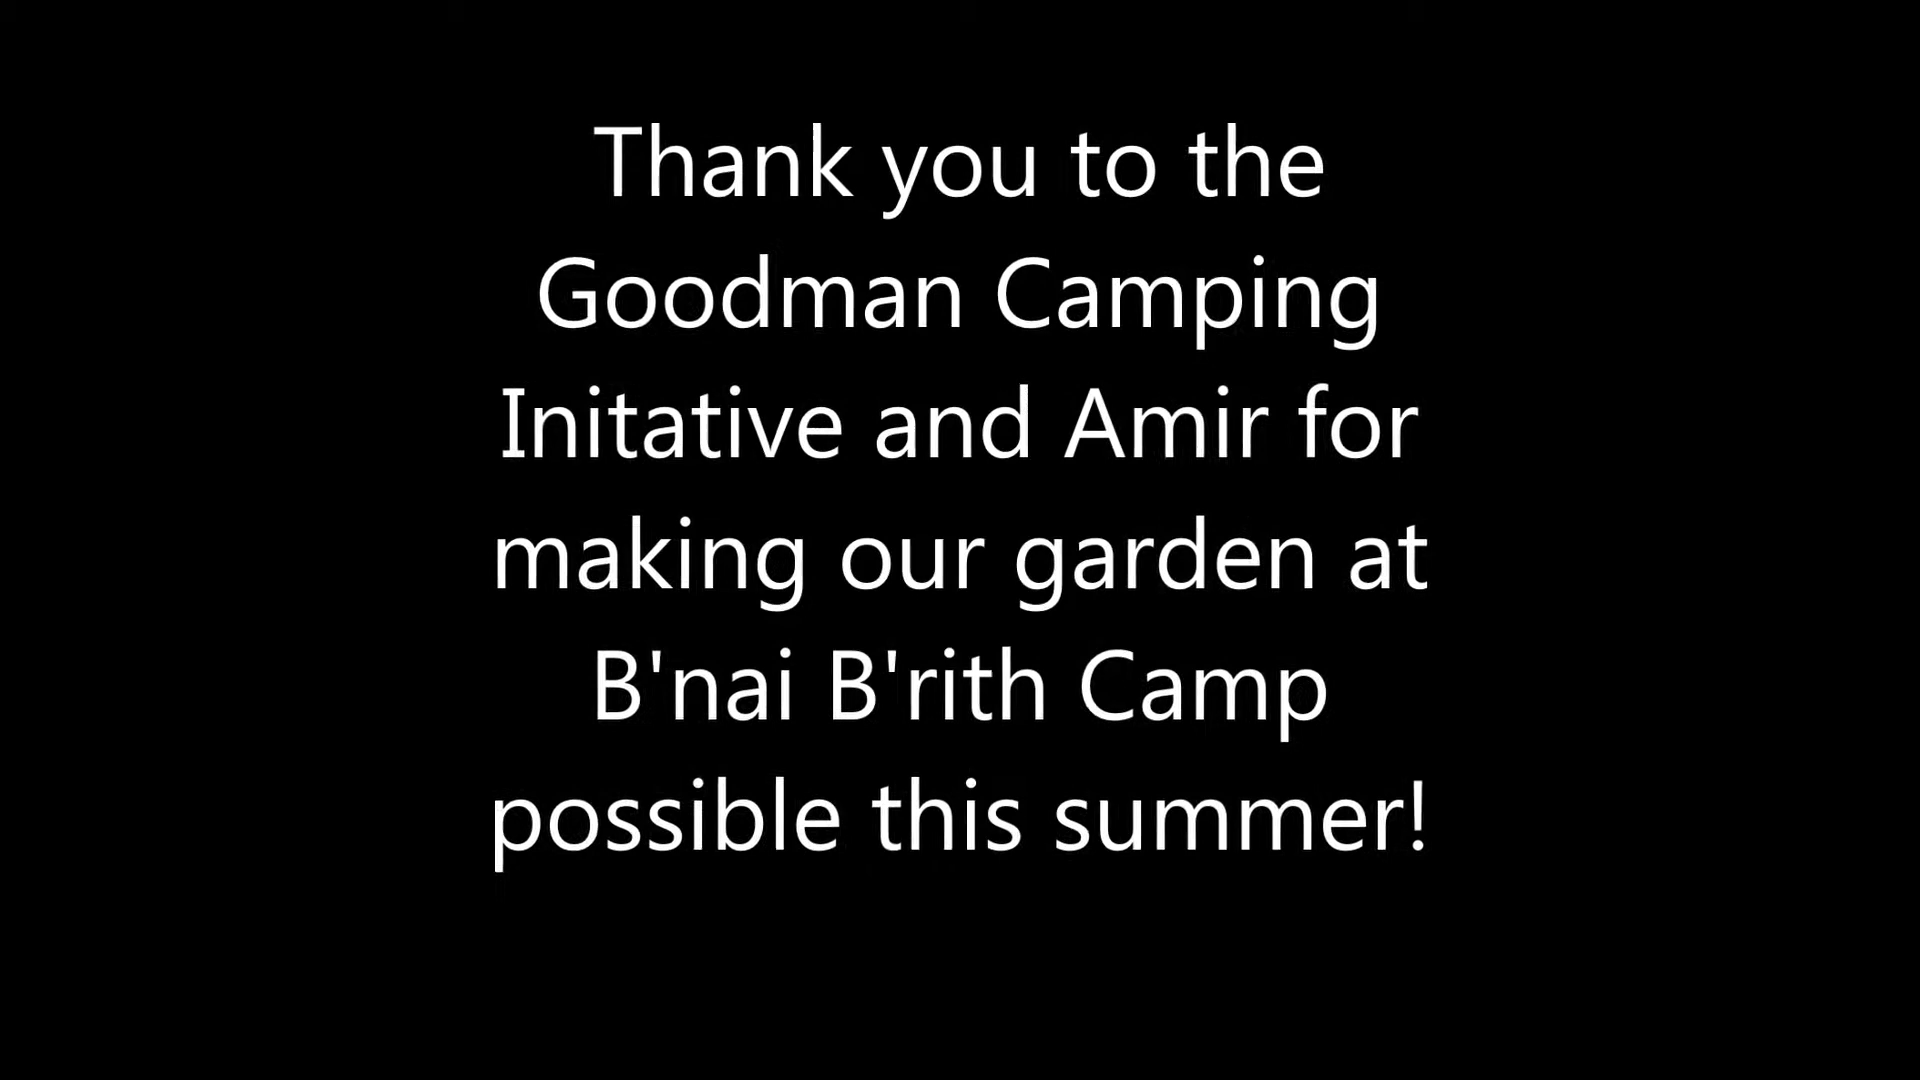 Thank you to the
Goodman Camping
Initative and Amir for
making our garden at
B'nai B'rith Camp
possible this summer!